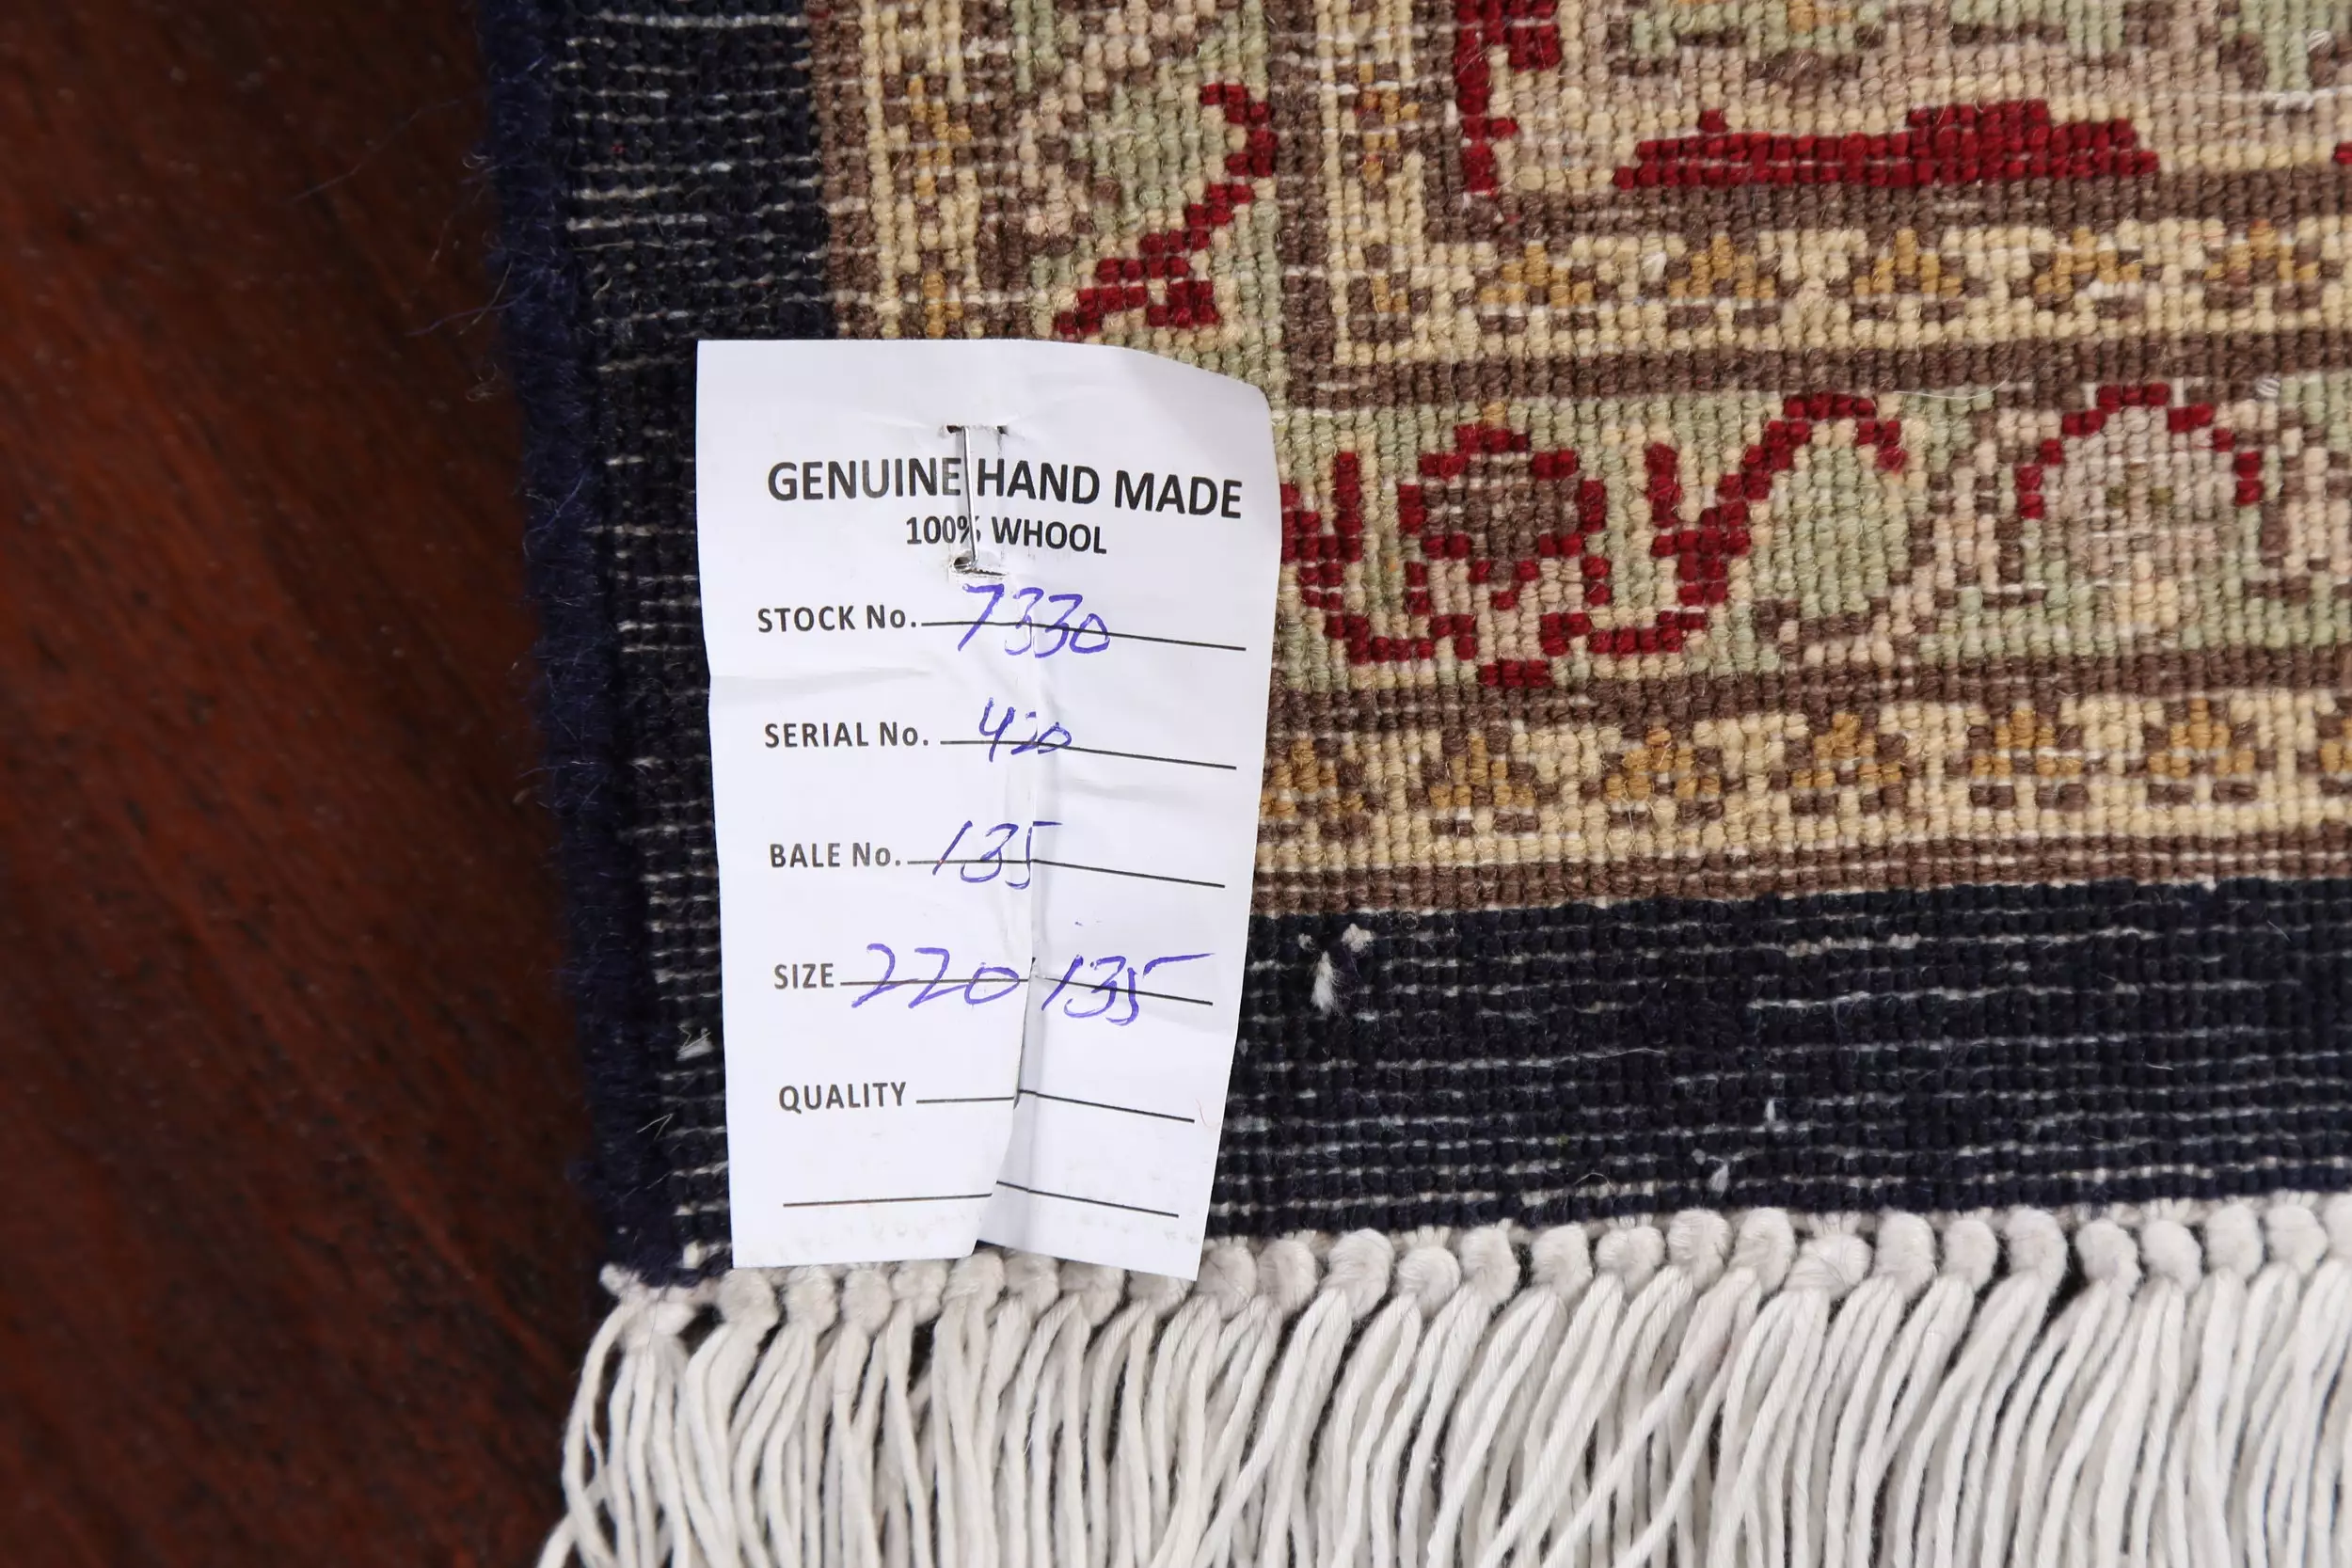 GENUINE HAND MADE
100% WHOOL
STOCK No. 7330
SERIAL No. 420
BALE No. 135
SIZE 220 135
QUALITY